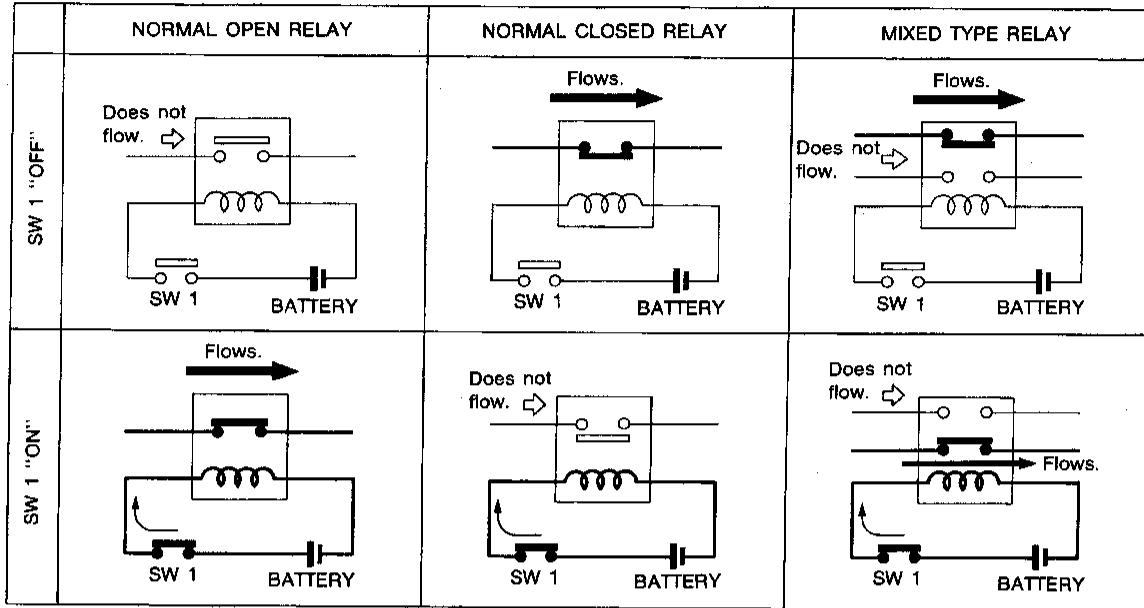 NORMAL OPEN RELAY
NORMAL CLOSED RELAY
MIXED TYPE RELAY
SW 1 "OFF"
Does not
flow.
SW 1
BATTERY
Flows.
SW 1
BATTERY
Flows.
Does not
flow.
SW 1
BATTERY
SW 1 "ON"
Flows.
SW 1
BATTERY
Does not
flow.
SW 1
BATTERY
Does not
flow.
Flows.
SW 1
BATTERY